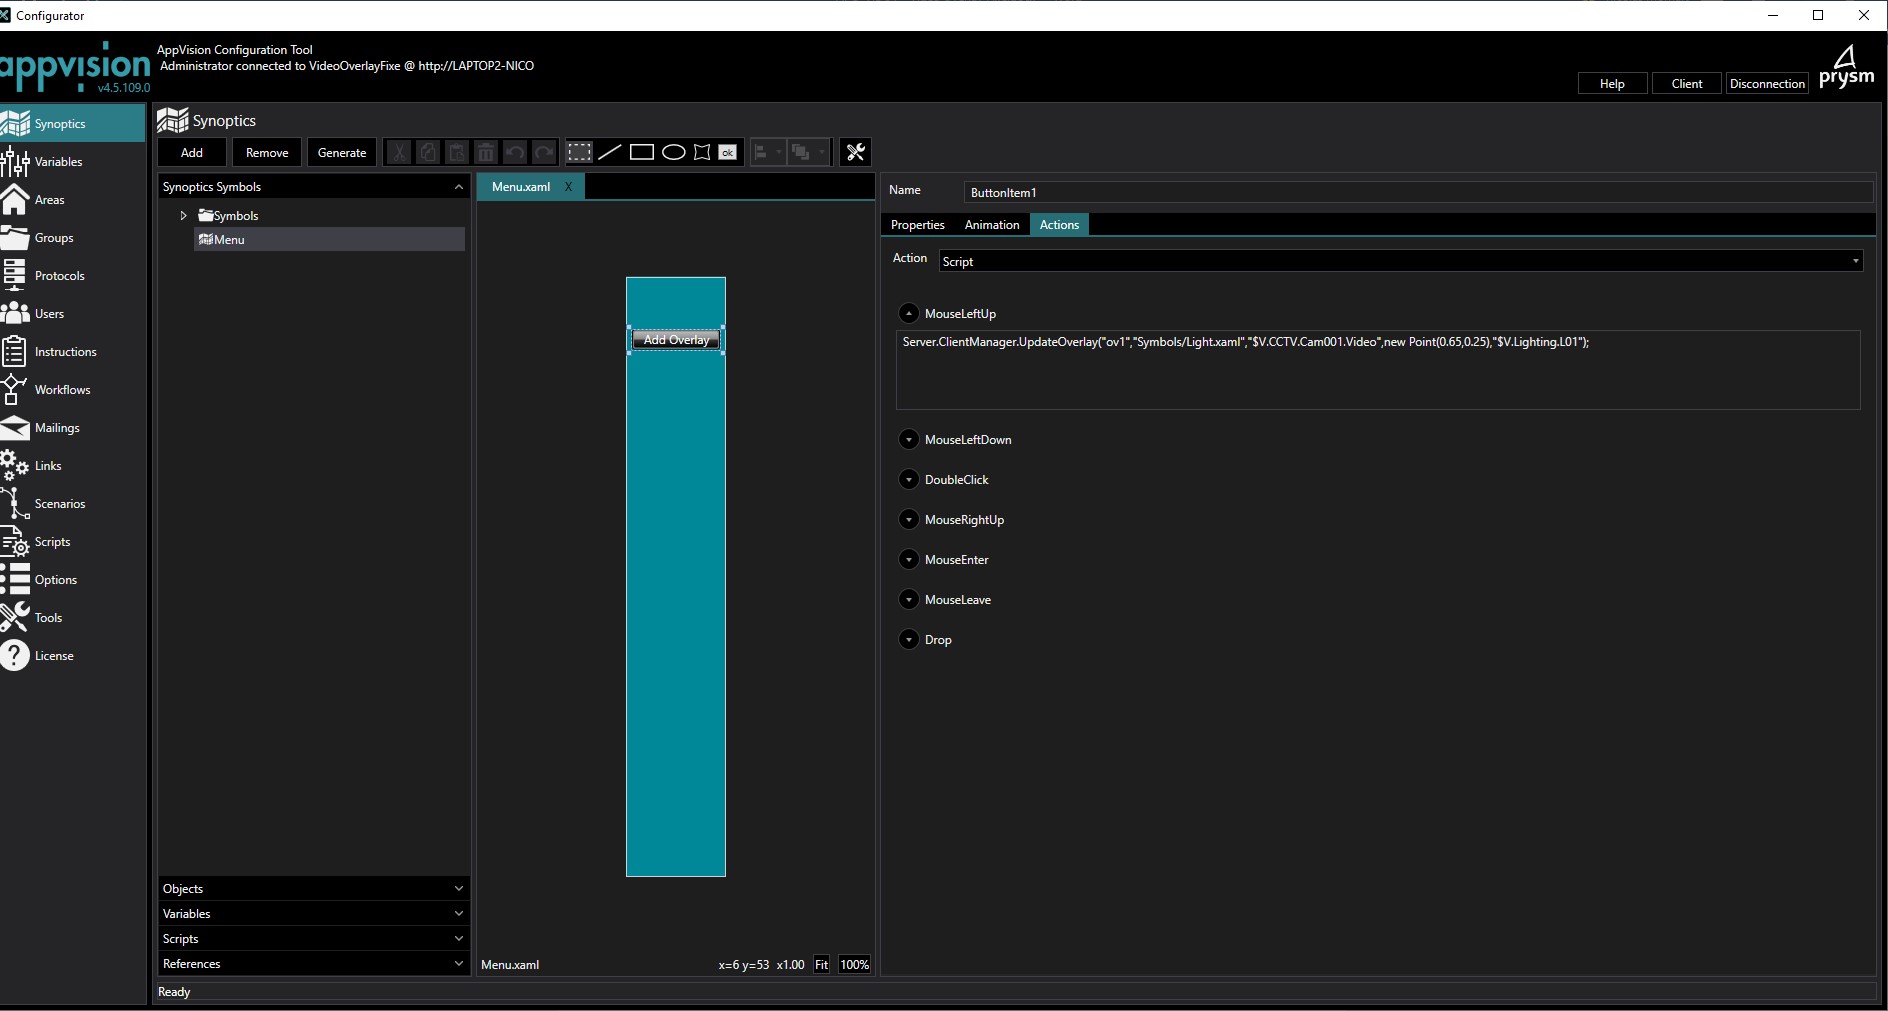 Configurator
appvision
v4.5.109.0
AppVision Configuration Tool
Administrator connected to VideoOverlayFixe @ http://LAPTOP2-NICO
Help
Client
Disconnection
prysm
Synoptics
Variables
Areas
Groups
Protocols
Users
Instructions
Workflows
Mailings
Links
Scenarios
Scripts
Options
Tools
License
Synoptics
Add
Remove
Generate
ok
Synoptics Symbols
Symbols
Menu
Objects
Variables
Scripts
References
Menu.xaml X
Add Overlay
Menu.xaml x=6 y=53 x1.00 Fit 100%
Name ButtonItem1
Properties Animation Actions
Action Script
MouseLeftUp
Server.ClientManager.UpdateOverlay("ov1","Symbols/Light.xaml","$V.CCTV.Cam001.Video",new Point(0.65,0.25),"$V.Lighting.L01");
MouseLeftDown
DoubleClick
MouseRightUp
MouseEnter
MouseLeave
Drop
Ready